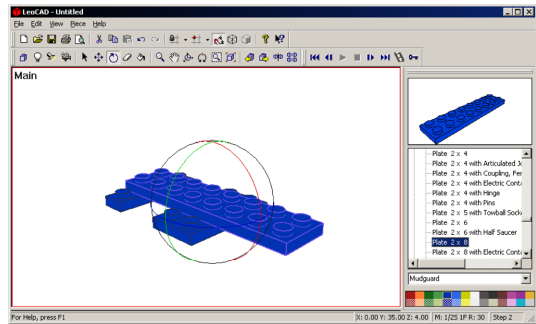 LeoCAD - Untitled
File Edit View Piece Help
Main
Plate 2 x 4
Plate 2 x 4 with Articulated Jo
Plate 2 x 4 with Coupling, Fem
Plate 2 x 4 with Electric Conta
Plate 2 x 4 with Hinge
Plate 2 x 4 with Pins
Plate 2 x 5 with Towball Socke
Plate 2 x 6
Plate 2 x 6 with Half Saucer
Plate 2 x 8
Plate 2 x 8 with Electric Conta
Mudguard
For Help, press F1
X: 0.00 Y: 35.00 Z: 4.00 M: 1/25 1F R: 30 Step 2